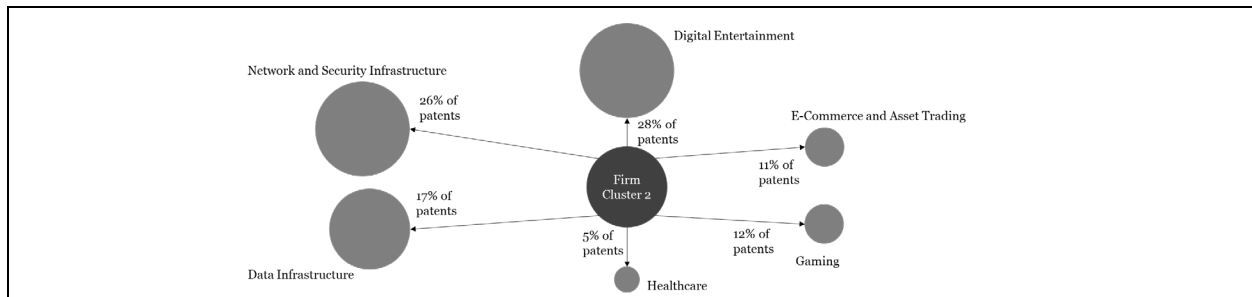 Digital Entertainment
Network and Security Infrastructure
26% of
patents
28% of
patents
E-Commerce and Asset Trading
11% of
patents
Firm
Cluster 2
17% of
patents
5% of
patents
12% of
patents
Gaming
Data Infrastructure
Healthcare